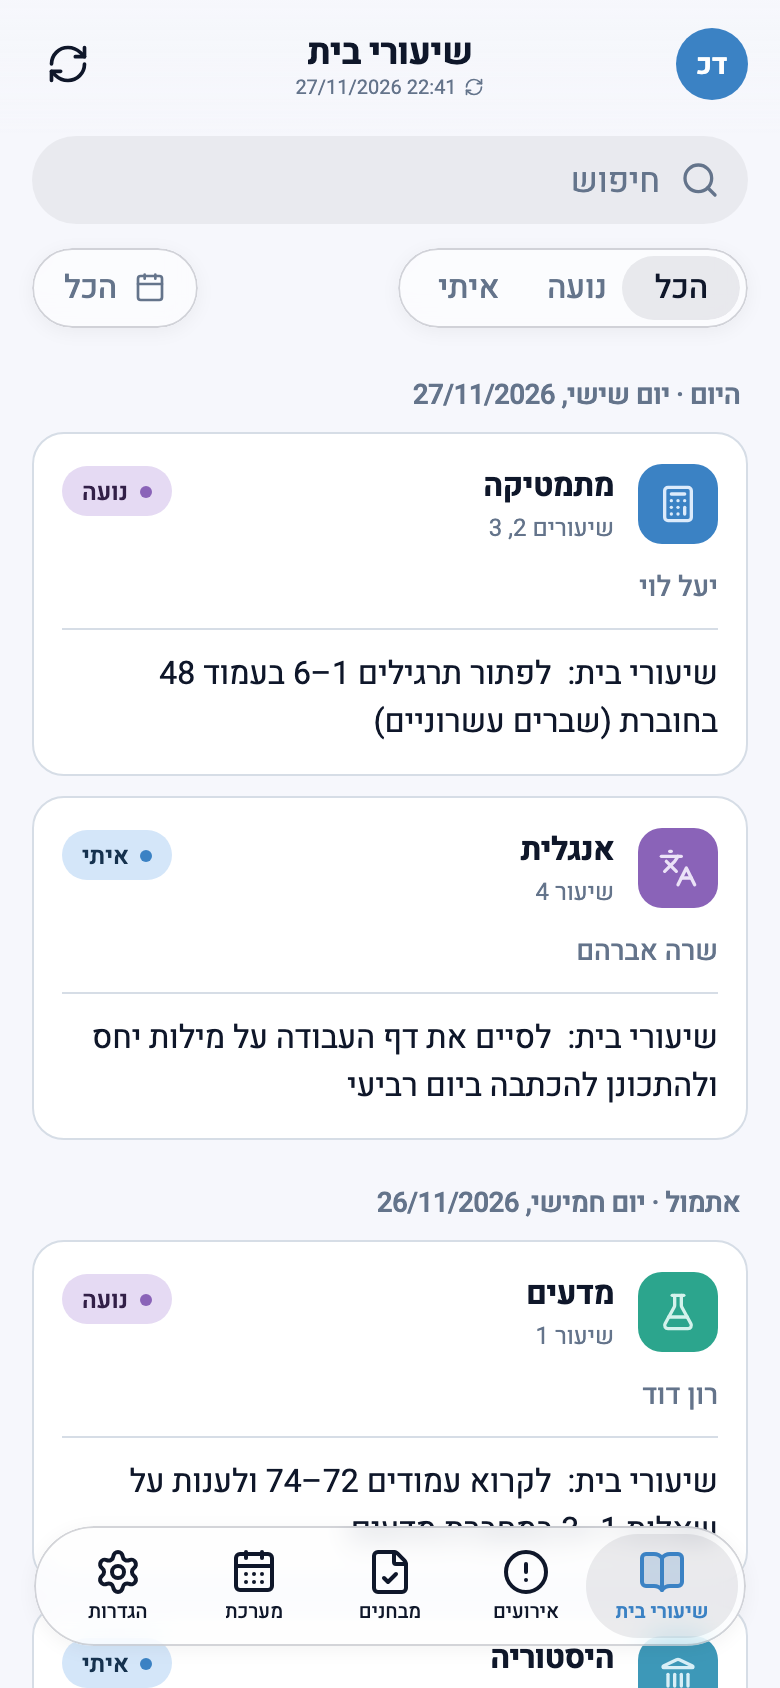 דכ
שיעורי בית
27/11/2026 22:41
חיפוש
הכל
נועה
איתי
הכל
היום · יום שישי, 27/11/2026
מתמטיקה
נועה
שיעורים 2, 3
יעל לוי
שיעורי בית: לפתור תרגילים 1–6 בעמוד 48
בחוברת (שברים עשרוניים)
אנגלית
איתי
שיעור 4
שרה אברהם
שיעורי בית: לסיים את דף העבודה על מילות יחס
ולהתכונן להכתבה ביום רביעי
אתמול · יום חמישי, 26/11/2026
מדעים
נועה
שיעור 1
רון דוד
שיעורי בית: לקרוא עמודים 72–74 ולענות על
שיעורי בית
אירועים
מבחנים
מערכת
הגדרות
היסטוריה
איתי